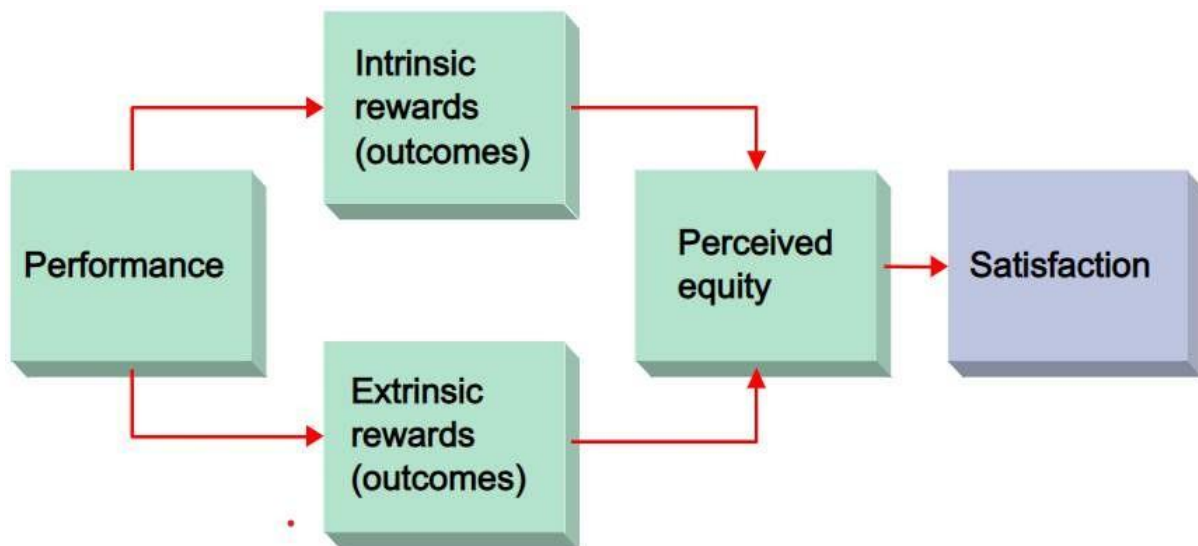 Intrinsic
rewards
(outcomes)
Performance
Perceived
equity
Satisfaction
Extrinsic
rewards
(outcomes)